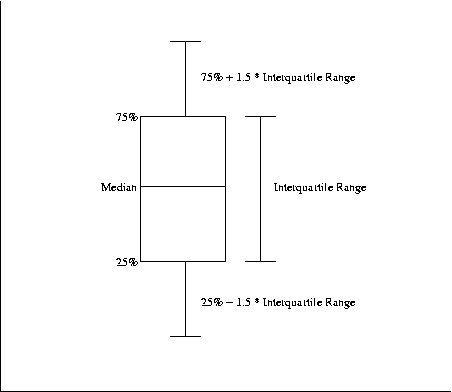 75% + 1.5 * Interquartile Range
75%
Median
Interquartile Range
25%
25% − 1.5 * Interquartile Range